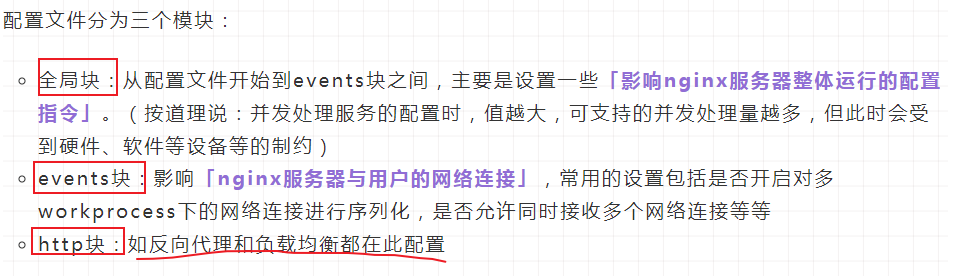 配置文件分为三个模块：
全局块：从配置文件开始到events块之间，主要是设置一些「影响nginx服务器整体运行的配置
指令」。（按道理说：并发处理服务的配置时，值越大，可支持的并发处理量越多，但此时会受
到硬件、软件等设备等的制约）
events块：影响「nginx服务器与用户的网络连接」，常用的设置包括是否开启对多
workprocess下的网络连接进行序列化，是否允许同时接收多个网络连接等等
http块：如反向代理和负载均衡都在此配置